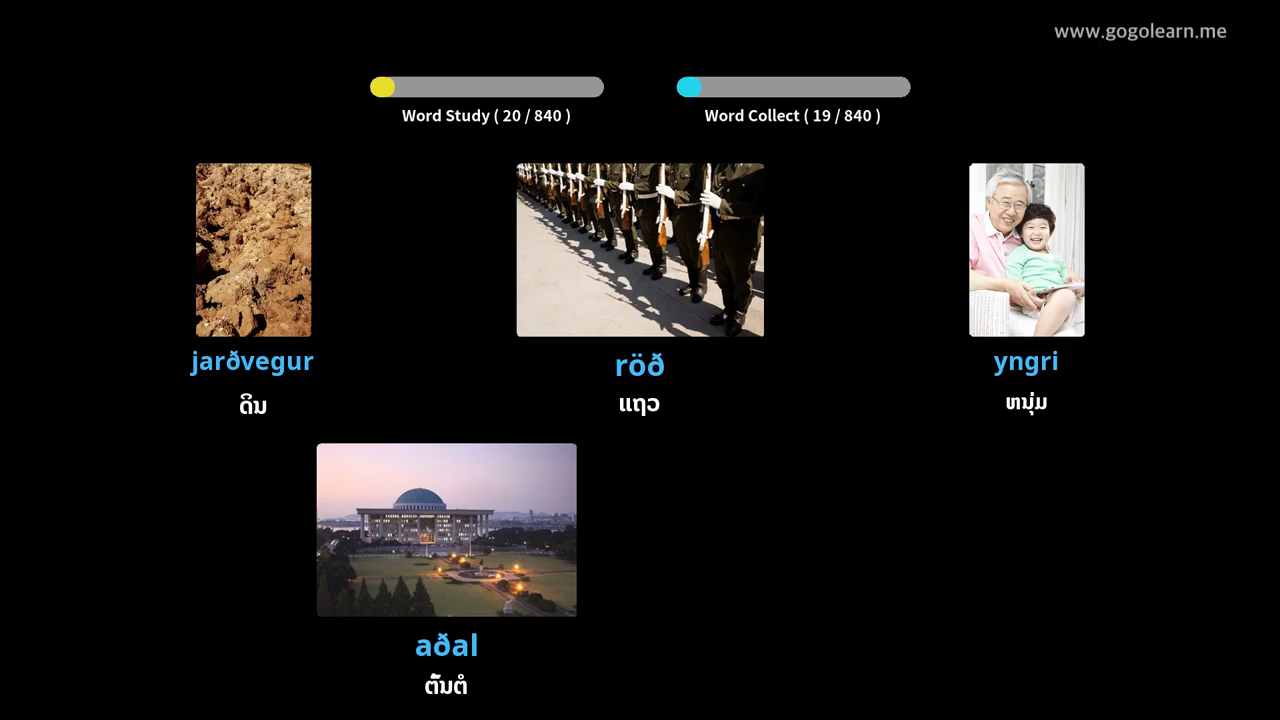 www.gogolearn.me
Word Study ( 20 / 840 )
Word Collect ( 19 / 840 )
jarðvegur
röð
yngri
ດິນ
ແຖວ
ຫນຸ່ມ
aðal
ຕົ້ນຕໍ